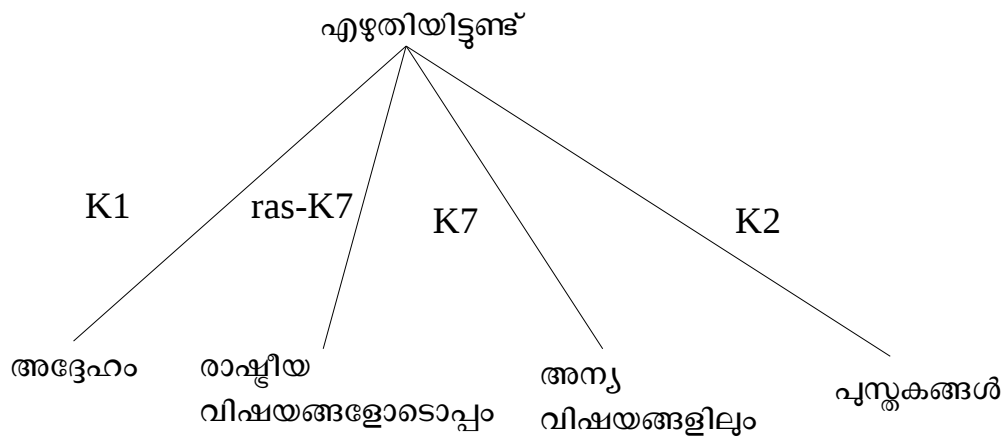 എഴുതിയിട്ടുണ്ട്
K1 ras-K7 K7 K2
അദ്ദേഹം
രാഷ്ട്രീയ
വിഷയങ്ങളോടൊപ്പം
അന്യ
വിഷയങ്ങളിലും
പുസ്തകങ്ങൾ